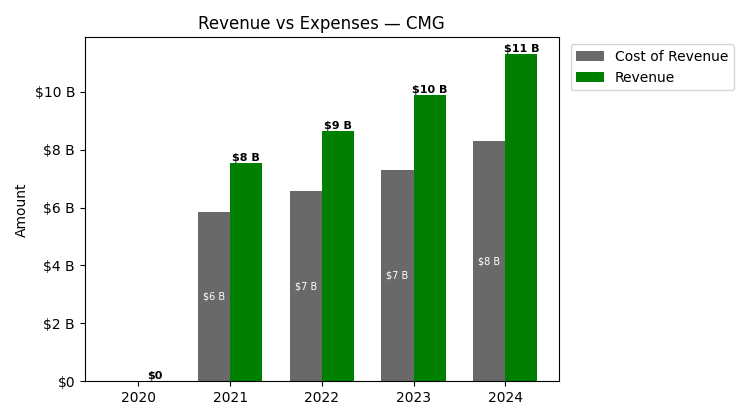 Revenue vs Expenses — CMG
Cost of Revenue
Revenue
Amount
$10 B
$8 B
$6 B
$4 B
$2 B
$0
$0
$8 B
$9 B
$10 B
$11 B
$6 B
$7 B
$7 B
$8 B
2020 2021 2022 2023 2024